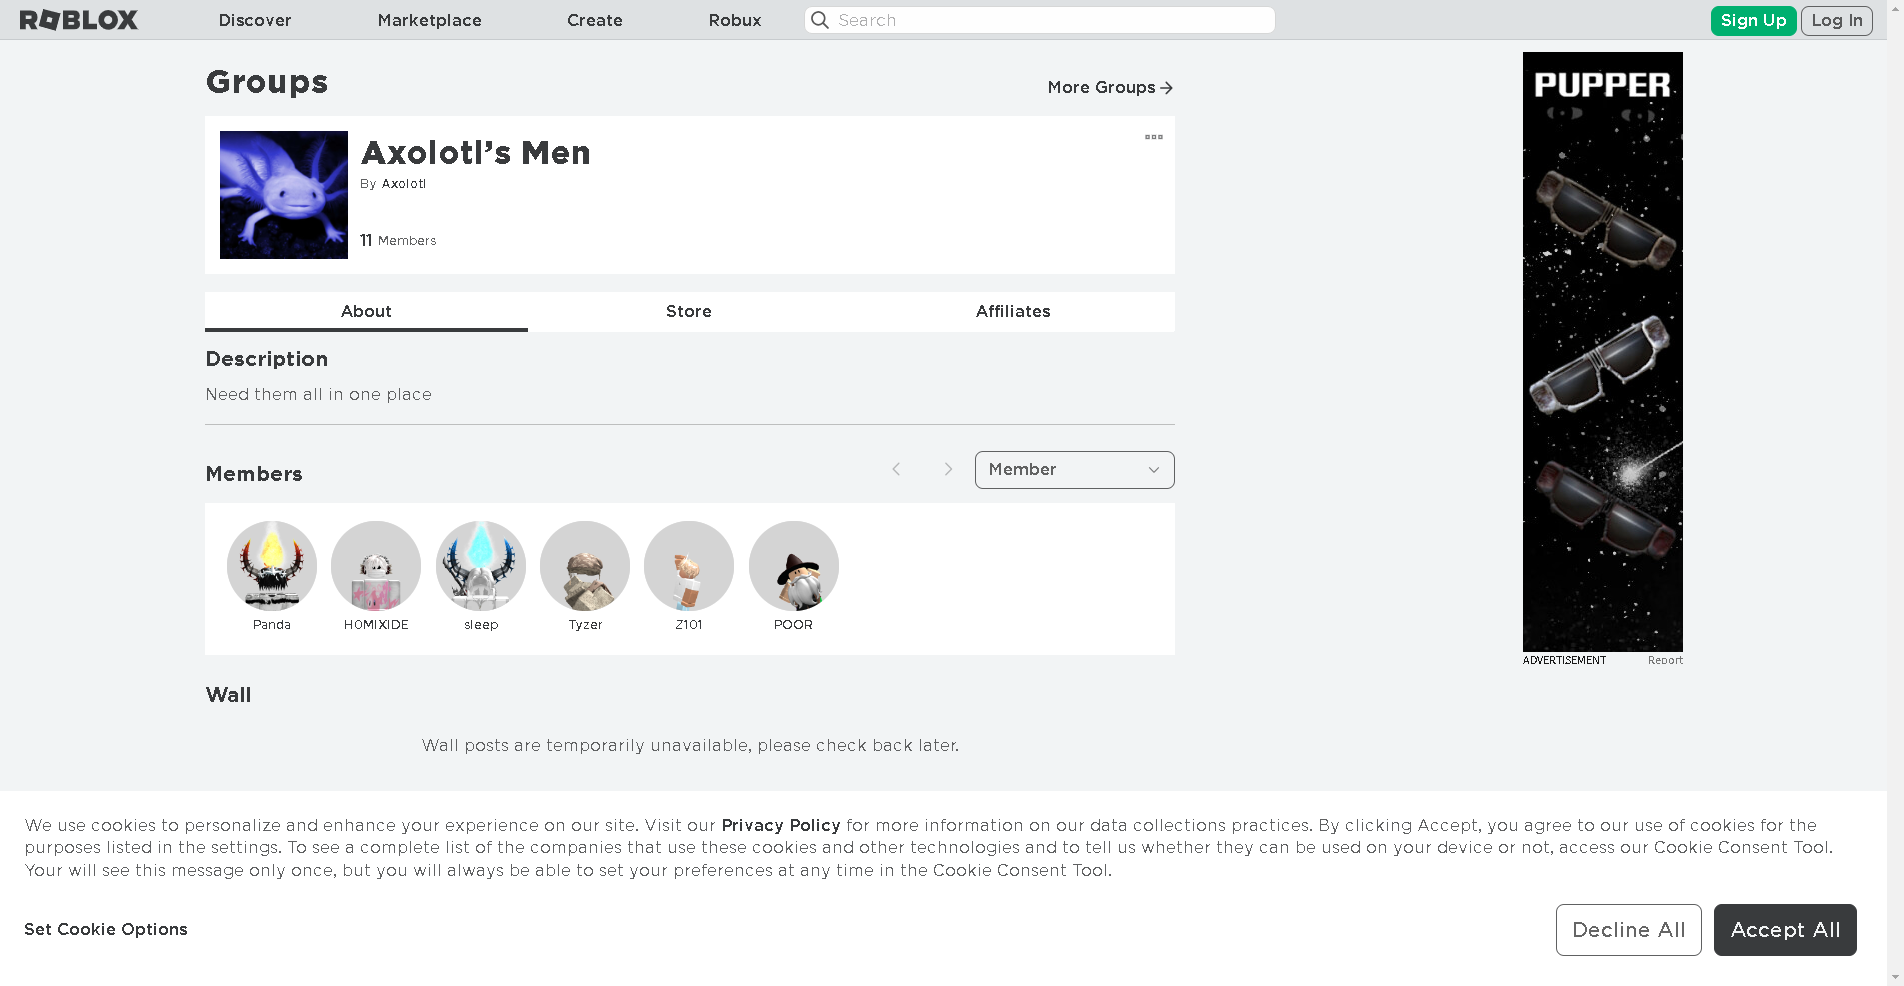 ROBLOX
Discover
Marketplace
Create
Robux
Search
Sign Up
Log In
Groups
More Groups
Axolotl's Men
By Axolotl
11 Members
About
Store
Affiliates
Description
Need them all in one place
Members
Member
Panda
H0MIXIDE
sleep
Tyzer
Z101
POOR
Wall
Wall posts are temporarily unavailable, please check back later.
PUPPER
ADVERTISEMENT
Report
We use cookies to personalize and enhance your experience on our site. Visit our Privacy Policy for more information on our data collections practices. By clicking Accept, you agree to our use of cookies for the
purposes listed in the settings. To see a complete list of the companies that use these cookies and other technologies and to tell us whether they can be used on your device or not, access our Cookie Consent Tool.
Your will see this message only once, but you will always be able to set your preferences at any time in the Cookie Consent Tool.
Set Cookie Options
Decline All
Accept All